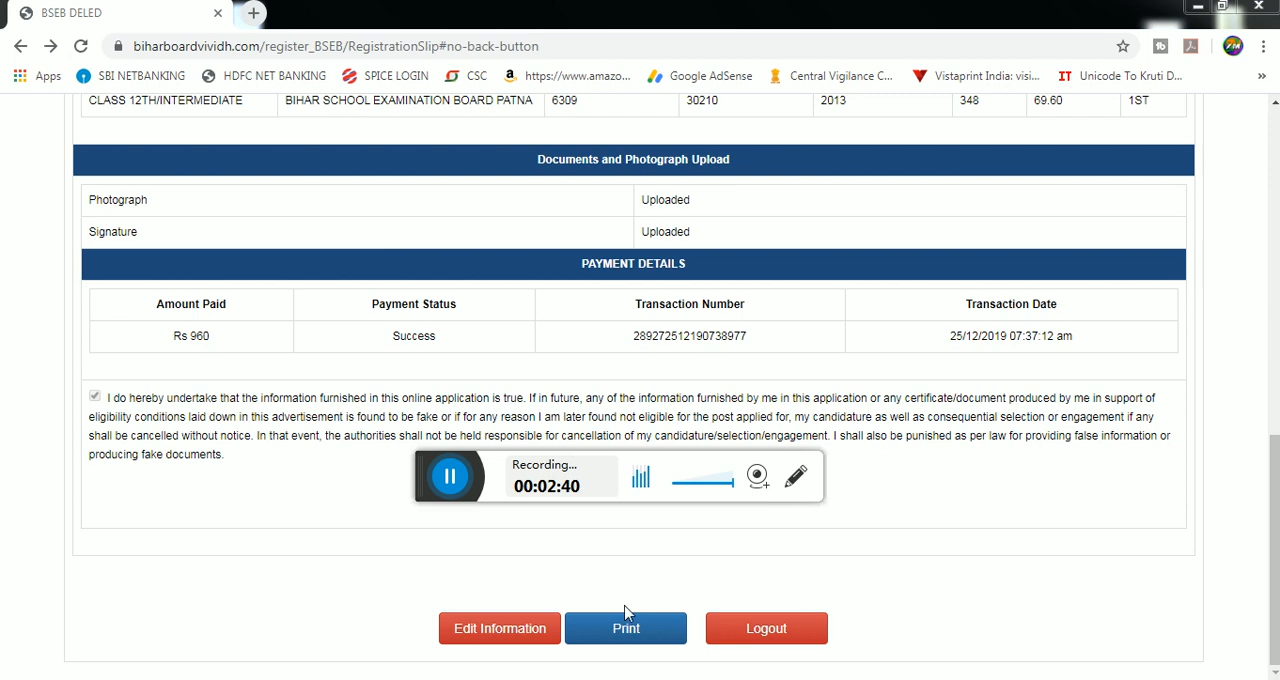 BSEB DELED
biharboardvividh.com/register_BSEB/RegistrationSlip#no-back-button
Apps SBI NETBANKING HDFC NET BANKING SPICE LOGIN CSC https://www.amazo... Google AdSense Central Vigilance C... Vistaprint India: visi... IT Unicode To Kruti D... »
CLASS 12TH/INTERMEDIATE BIHAR SCHOOL EXAMINATION BOARD PATNA 6309 30210 2013 348 69.60 1ST
Documents and Photograph Upload
Photograph Uploaded
Signature Uploaded
PAYMENT DETAILS
Amount Paid Payment Status Transaction Number Transaction Date
Rs 960 Success 289272512190738977 25/12/2019 07:37:12 am
I do hereby undertake that the information furnished in this online application is true. If in future, any of the information furnished by me in this application or any certificate/document produced by me in support of
eligibility conditions laid down in this advertisement is found to be fake or if for any reason I am later found not eligible for the post applied for, my candidature as well as consequential selection or engagement if any
shall be cancelled without notice. In that event, the authorities shall not be held responsible for cancellation of my candidature/selection/engagement. I shall also be punished as per law for providing false information or
producing fake documents.
Recording...
00:02:40
Edit Information Print Logout